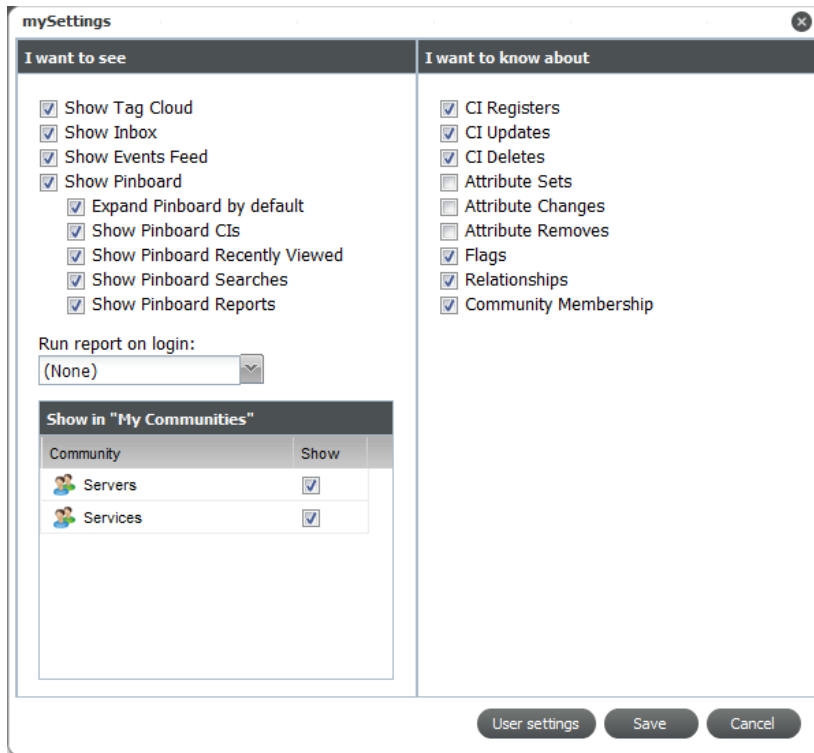 mySettings
I want to see
Show Tag Cloud
Show Inbox
Show Events Feed
Show Pinboard
Expand Pinboard by default
Show Pinboard CIs
Show Pinboard Recently Viewed
Show Pinboard Searches
Show Pinboard Reports
Run report on login:
(None)
Show in "My Communities"
Community Show
Servers
Services
I want to know about
CI Registers
CI Updates
CI Deletes
Attribute Sets
Attribute Changes
Attribute Removes
Flags
Relationships
Community Membership
User settings Save Cancel